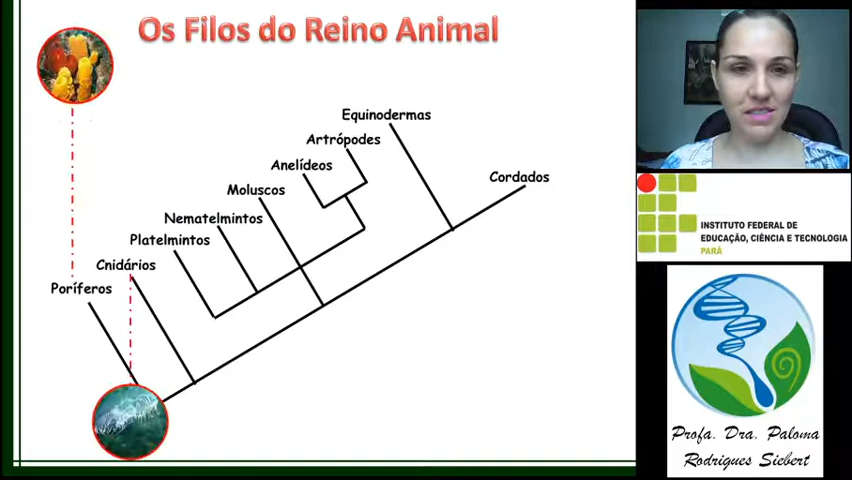 Os Filos do Reino Animal
Equinodermas
Artrópodes
Anelídeos
Cordados
Moluscos
Nematelmintos
Platelmintos
Cnidários
Poríferos
INSTITUTO FEDERAL DE
EDUCAÇÃO, CIÊNCIA E TECNOLOGIA
PARÁ
Profa. Dra. Paloma
Rodrigues Siebert